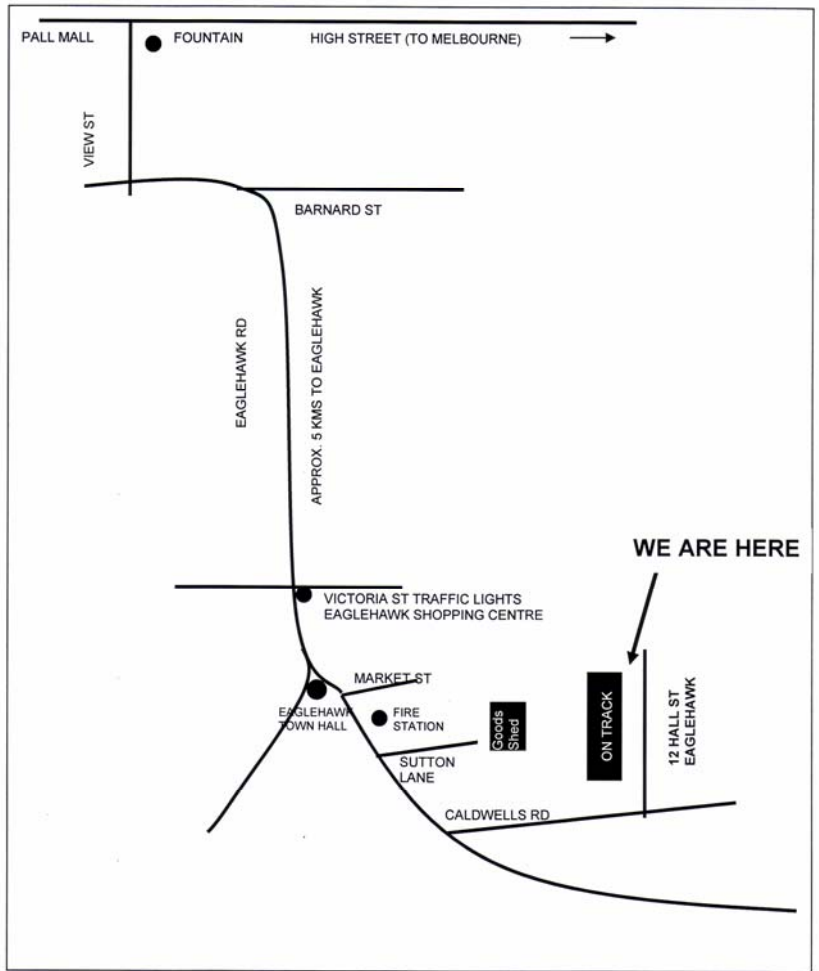 PALL MALL
FOUNTAIN
HIGH STREET (TO MELBOURNE)
VIEW ST
BARNARD ST
EAGLEHAWK RD
APPROX. 5 KMS TO EAGLEHAWK
WE ARE HERE
VICTORIA ST TRAFFIC LIGHTS
EAGLEHAWK SHOPPING CENTRE
MARKET ST
EAGLEHAWK
TOWN HALL
FIRE
STATION
Goods
Shed
ON TRACK
12 HALL ST
EAGLEHAWK
SUTTON
LANE
CALDWELLS RD